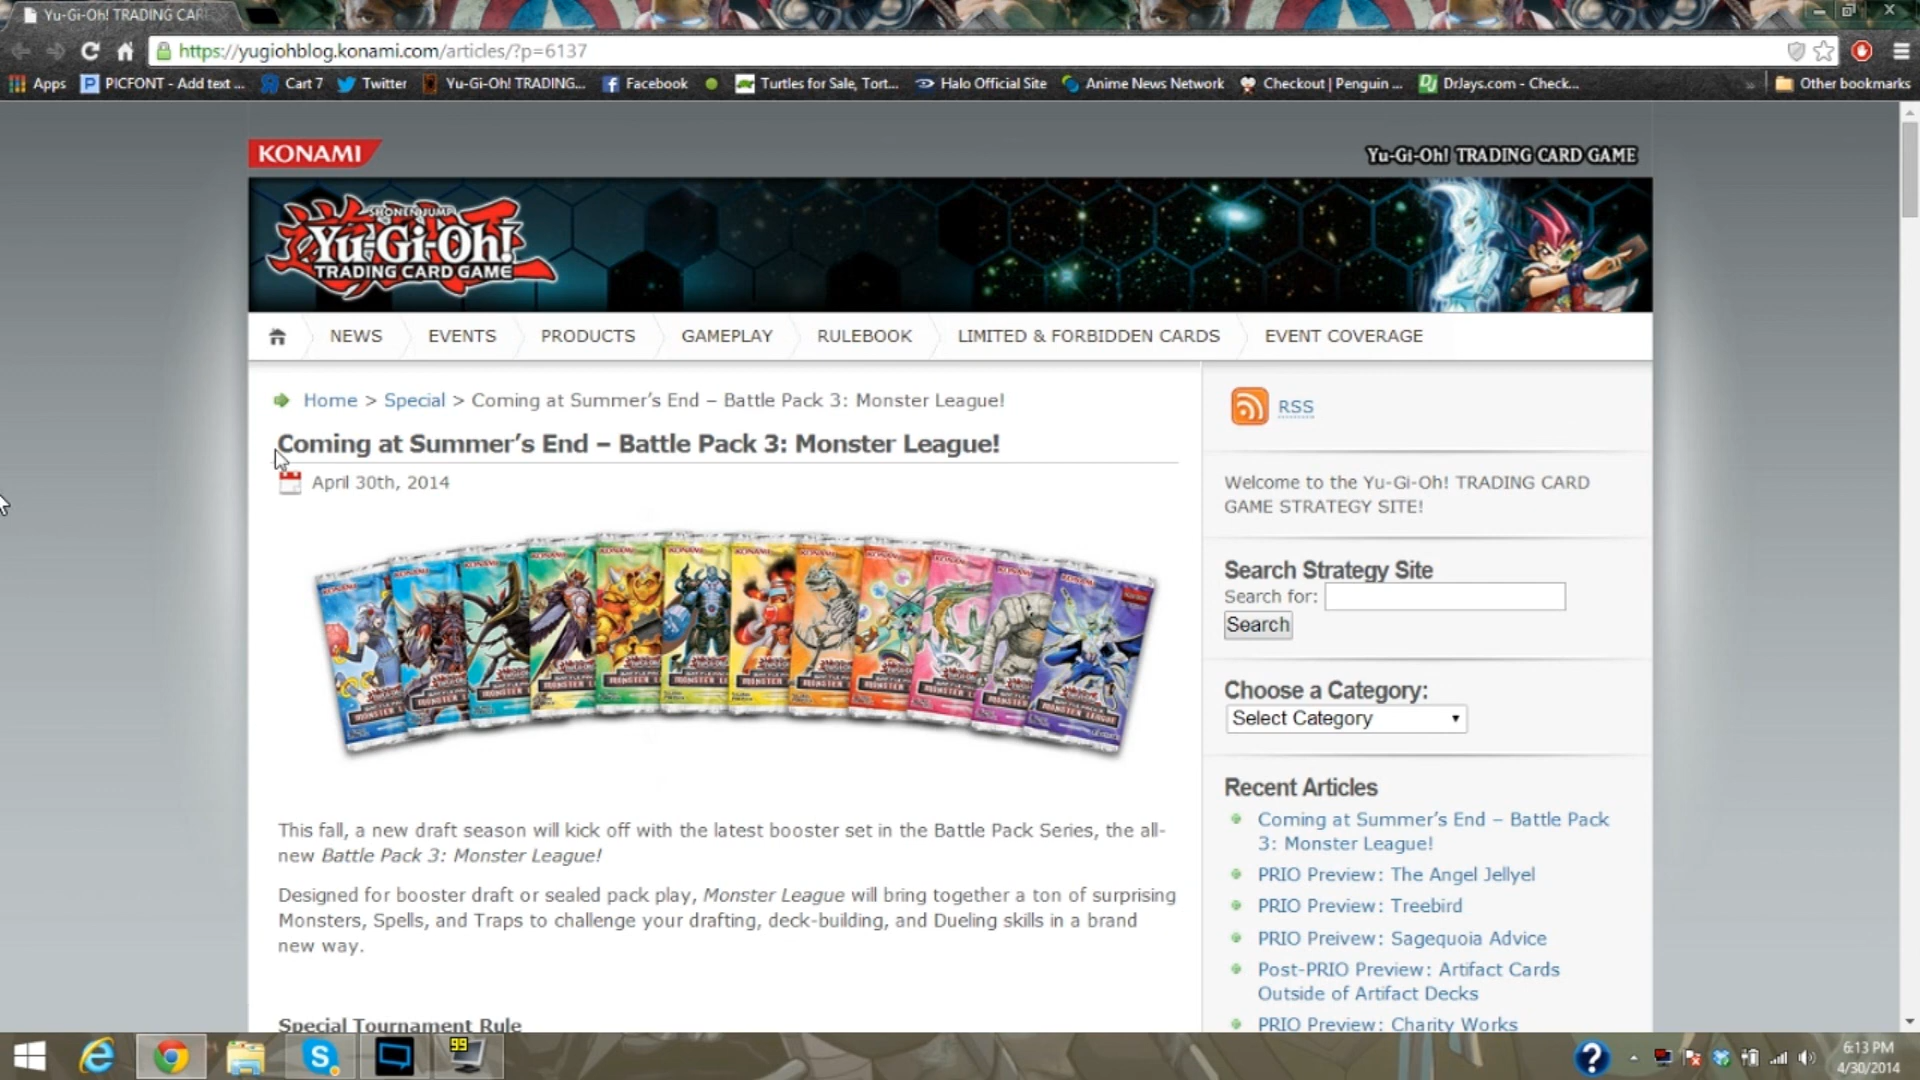 Yu-Gi-Oh! TRADING CAR
https://yugiohblog.konami.com/articles/?p=6137
Apps
PICFONT - Add text ...
Cart 7
Twitter
Yu-Gi-Oh! TRADING...
Facebook
Turtles for Sale, Tort...
Halo Official Site
Anime News Network
Checkout | Penguin ...
DrJays.com - Check...
Other bookmarks
KONAMI
Yu-Gi-Oh! TRADING CARD GAME
SHONEN JUMP
Yu-Gi-Oh!
TRADING CARD GAME
NEWS
EVENTS
PRODUCTS
GAMEPLAY
RULEBOOK
LIMITED & FORBIDDEN CARDS
EVENT COVERAGE
Home > Special > Coming at Summer's End – Battle Pack 3: Monster League!
Coming at Summer's End – Battle Pack 3: Monster League!
April 30th, 2014
This fall, a new draft season will kick off with the latest booster set in the Battle Pack Series, the all-
new Battle Pack 3: Monster League!
Designed for booster draft or sealed pack play, Monster League will bring together a ton of surprising
Monsters, Spells, and Traps to challenge your drafting, deck-building, and Dueling skills in a brand
new way.
Special Tournament Rule
RSS
Welcome to the Yu-Gi-Oh! TRADING CARD
GAME STRATEGY SITE!
Search Strategy Site
Search for:
Search
Choose a Category:
Select Category
Recent Articles
Coming at Summer's End – Battle Pack
3: Monster League!
PRIO Preview: The Angel Jellyel
PRIO Preview: Treebird
PRIO Preivew: Sagequoia Advice
Post-PRIO Preview: Artifact Cards
Outside of Artifact Decks
PRIO Preview: Charity Works
99
6:13 PM
4/30/2014